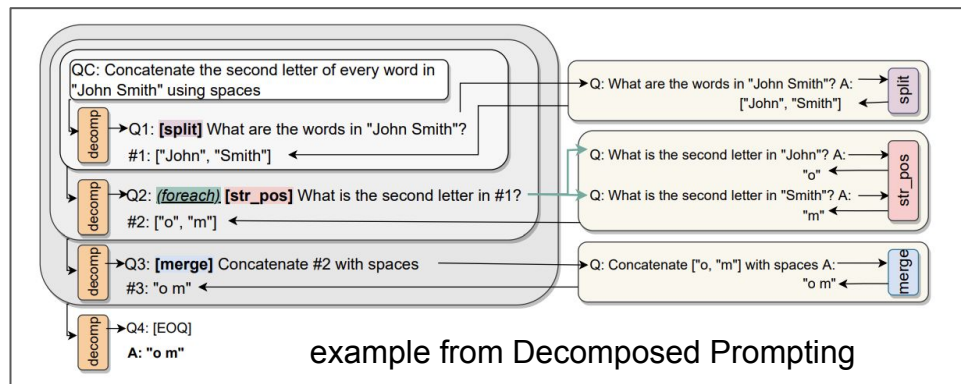 QC: Concatenate the second letter of every word in
"John Smith" using spaces
decomp
Q1: [split] What are the words in "John Smith"?
#1: ["John", "Smith"]
decomp
Q2: (foreach) [str_pos] What is the second letter in #1?
#2: ["o", "m"]
decomp
Q3: [merge] Concatenate #2 with spaces
#3: "o m"
decomp
Q4: [EOQ]
A: "o m"
Q: What are the words in "John Smith"? A:
["John", "Smith"]
split
Q: What is the second letter in "John"? A:
"o"
Q: What is the second letter in "Smith"? A:
"m"
str_pos
Q: Concatenate ["o, "m"] with spaces A:
"o m"
merge
example from Decomposed Prompting